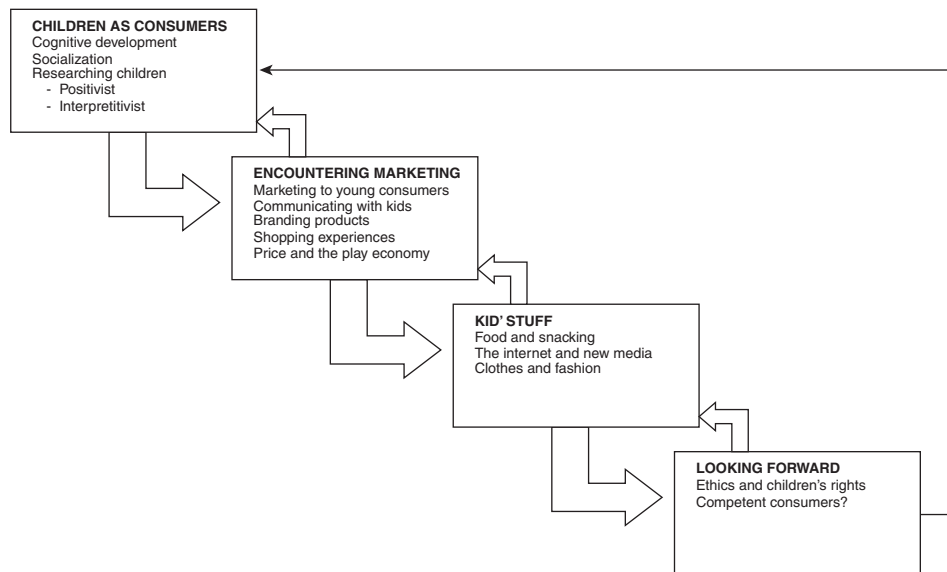 CHILDREN AS CONSUMERS
Cognitive development
Socialization
Researching children
- Positivist
- Interpretitivist
ENCOUNTERING MARKETING
Marketing to young consumers
Communicating with kids
Branding products
Shopping experiences
Price and the play economy
KID' STUFF
Food and snacking
The internet and new media
Clothes and fashion
LOOKING FORWARD
Ethics and children's rights
Competent consumers?